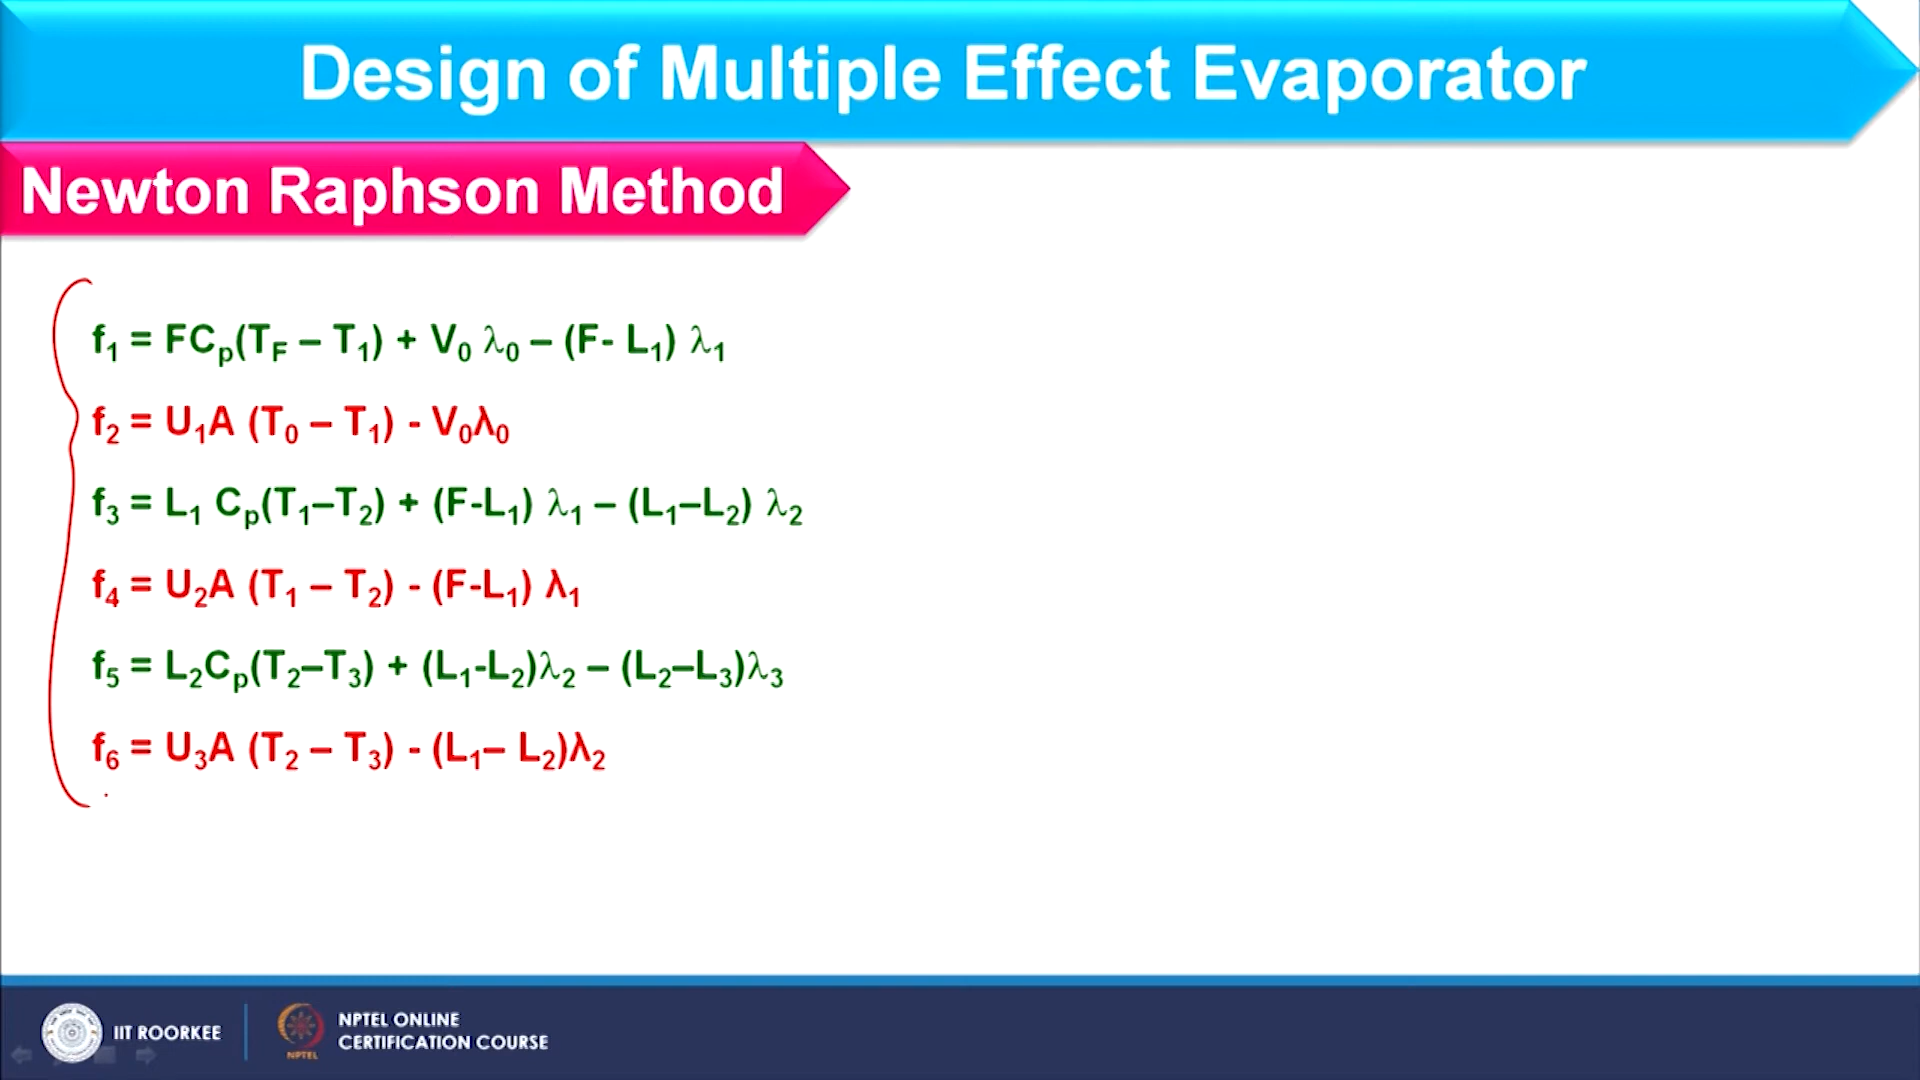 Design of Multiple Effect Evaporator
Newton Raphson Method
f₁ = FCₚ(T_F – T₁) + V₀ λ₀ – (F- L₁) λ₁
f₂ = U₁A (T₀ – T₁) - V₀λ₀
f₃ = L₁ Cₚ(T₁–T₂) + (F-L₁) λ₁ – (L₁–L₂) λ₂
f₄ = U₂A (T₁ – T₂) - (F-L₁) λ₁
f₅ = L₂Cₚ(T₂–T₃) + (L₁-L₂)λ₂ – (L₂–L₃)λ₃
f₆ = U₃A (T₂ – T₃) - (L₁– L₂)λ₂
IIT ROORKEE
NPTEL
NPTEL ONLINE
CERTIFICATION COURSE